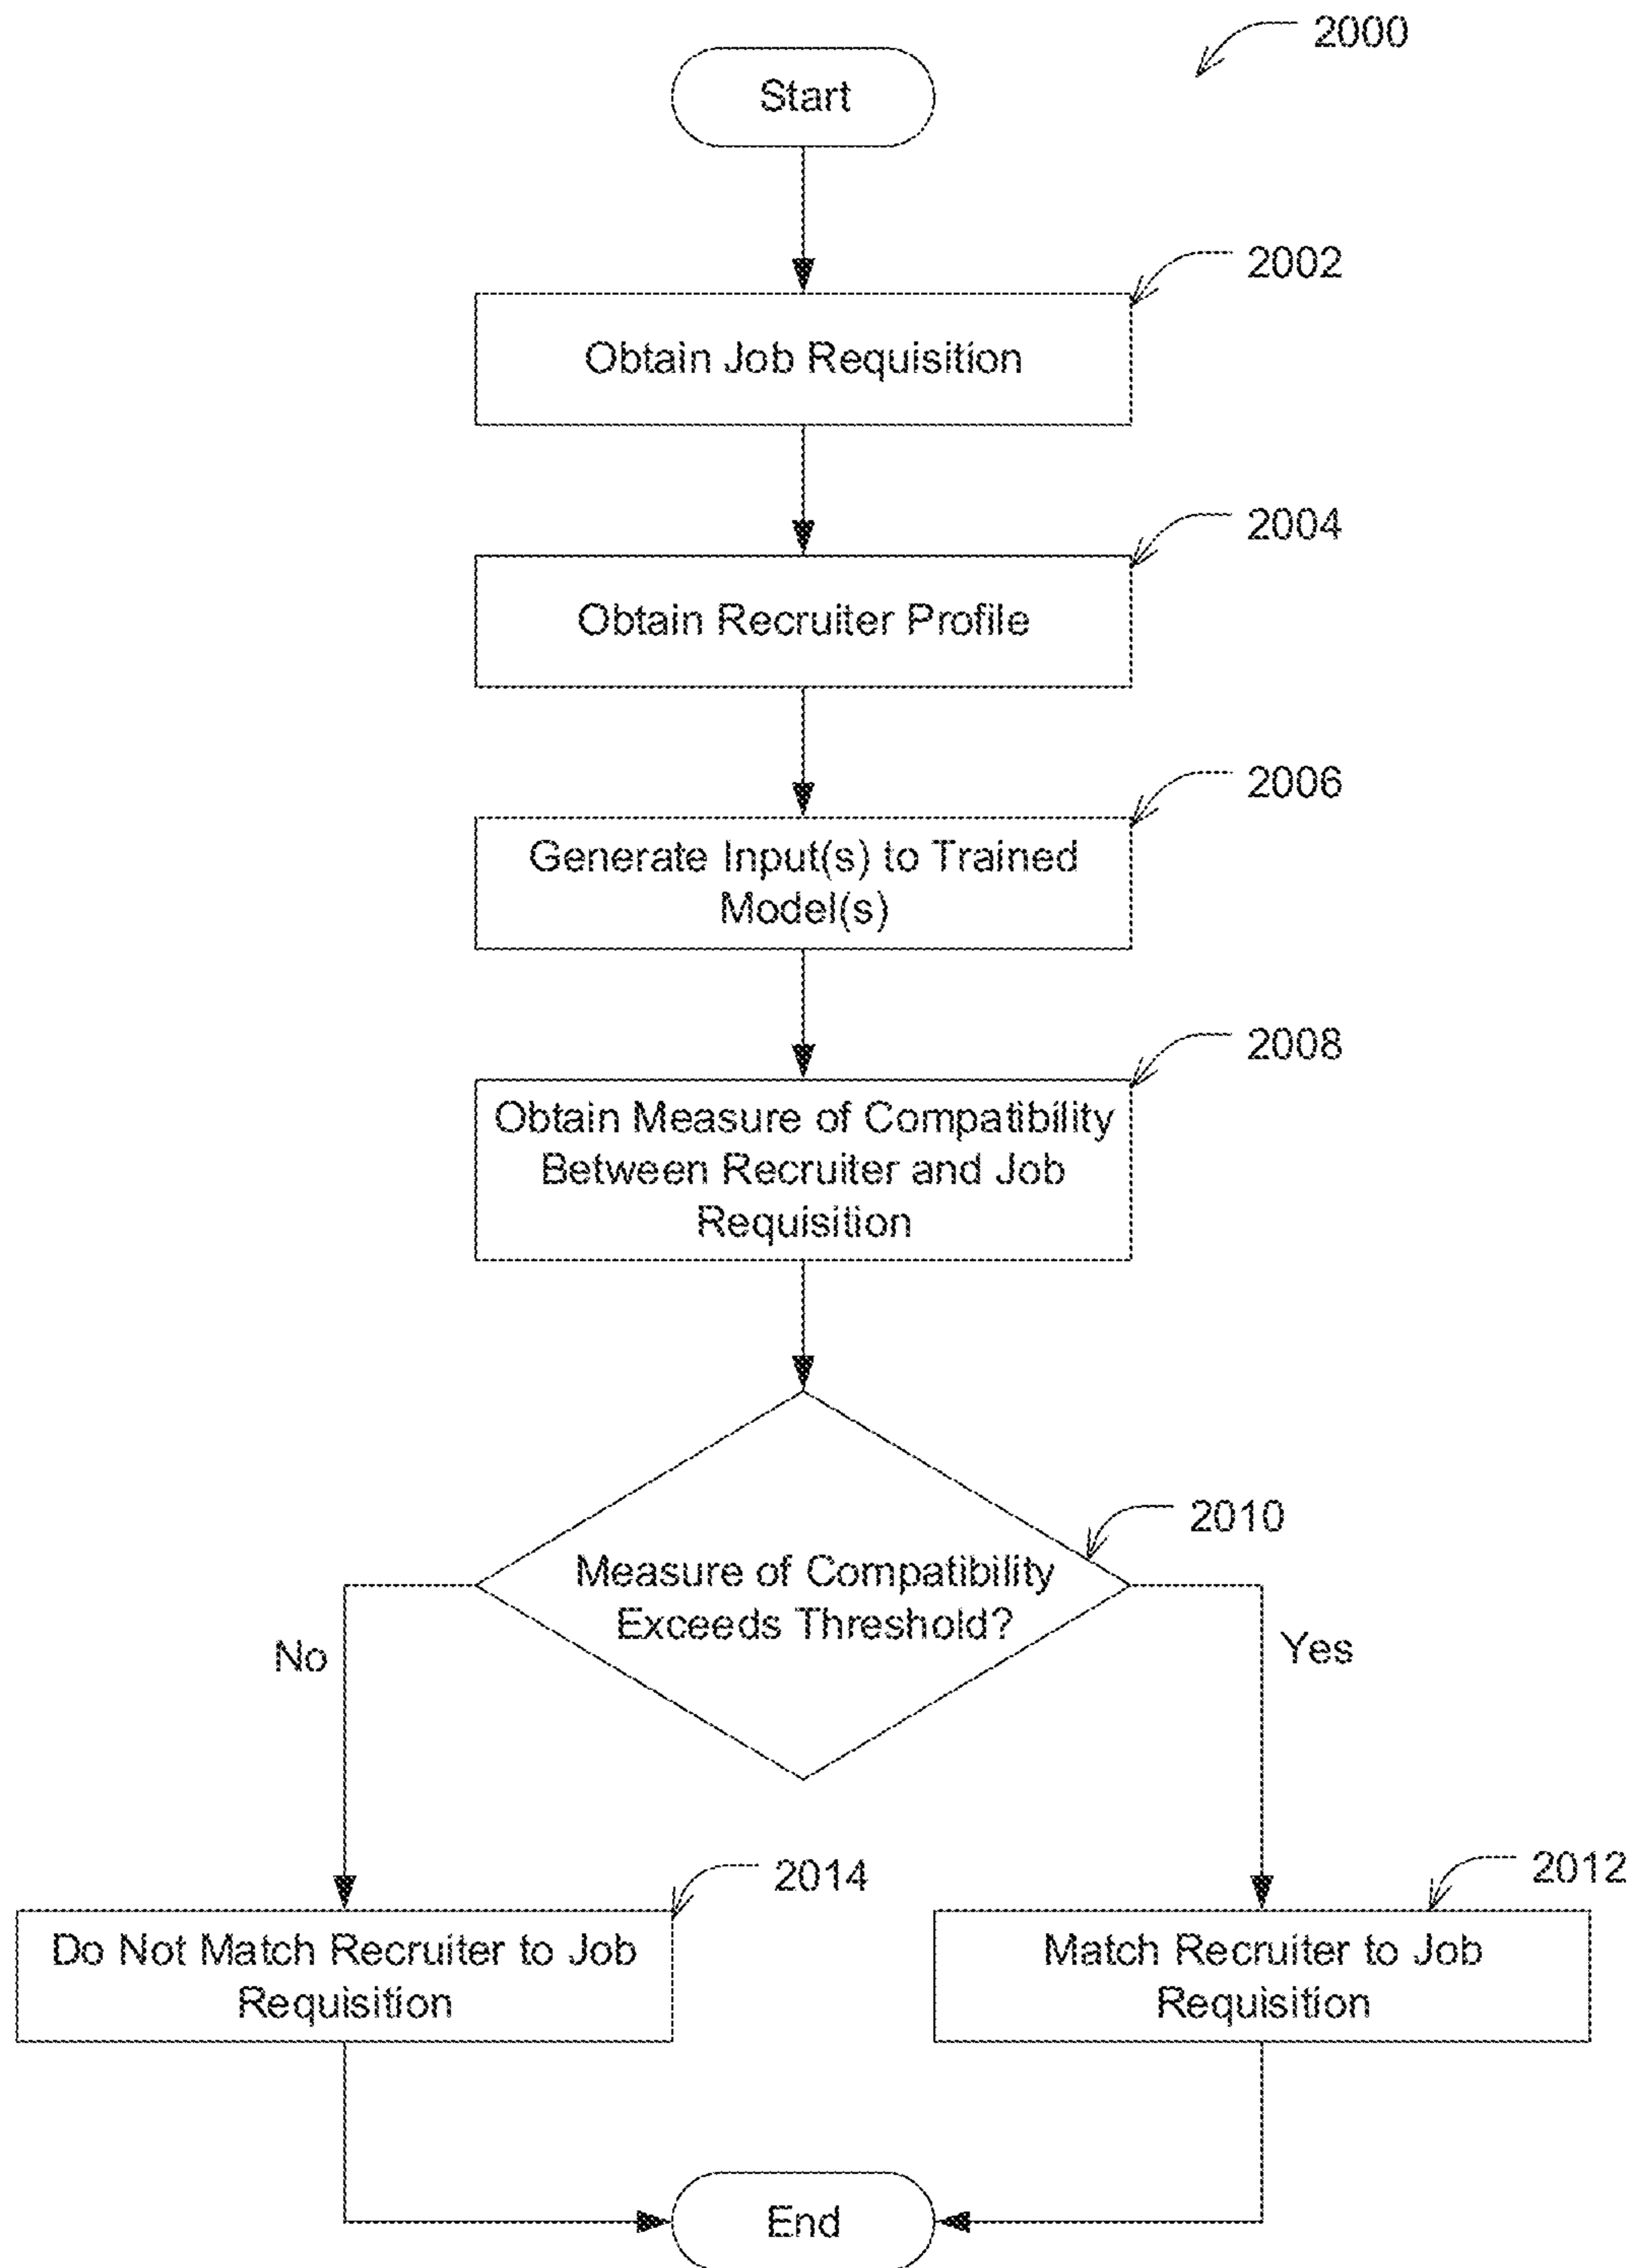 2000
Start
2002
Obtain Job Requisition
2004
Obtain Recruiter Profile
2006
Generate Input(s) to Trained
Model(s)
2008
Obtain Measure of Compatibility
Between Recruiter and Job
Requisition
2010
Measure of Compatibility
Exceeds Threshold?
No
Yes
2014
Do Not Match Recruiter to Job
Requisition
2012
Match Recruiter to Job
Requisition
End